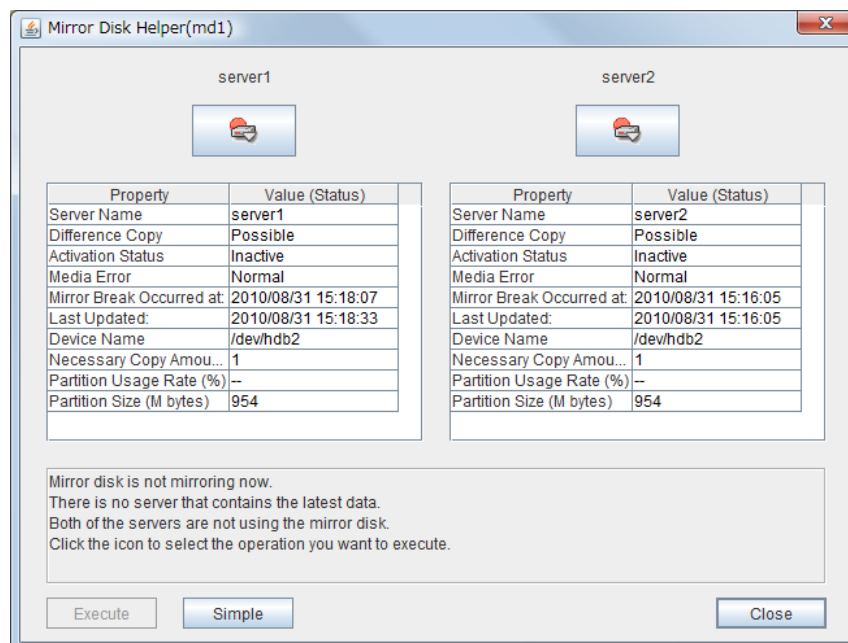 Mirror Disk Helper(md1)
server1
server2
Property Value (Status)
Server Name server1
Difference Copy Possible
Activation Status Inactive
Media Error Normal
Mirror Break Occurred at: 2010/08/31 15:18:07
Last Updated: 2010/08/31 15:18:33
Device Name /dev/hdb2
Necessary Copy Amou... 1
Partition Usage Rate (%) --
Partition Size (M bytes) 954
Property Value (Status)
Server Name server2
Difference Copy Possible
Activation Status Inactive
Media Error Normal
Mirror Break Occurred at: 2010/08/31 15:16:05
Last Updated: 2010/08/31 15:16:05
Device Name /dev/hdb2
Necessary Copy Amou... 1
Partition Usage Rate (%) --
Partition Size (M bytes) 954
Mirror disk is not mirroring now.
There is no server that contains the latest data.
Both of the servers are not using the mirror disk.
Click the icon to select the operation you want to execute.
Execute Simple Close